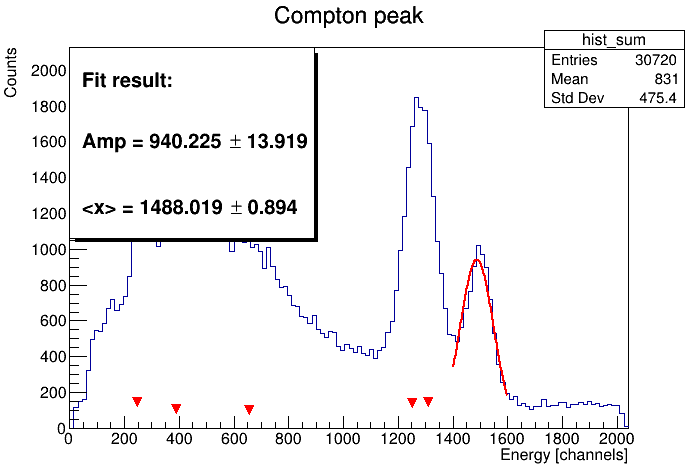 Compton peak
hist_sum
Entries 30720
Mean 831
Std Dev 475.4
Counts
2000
1800
1600
1400
1200
1000
800
600
400
200
0
Fit result:
Amp = 940.225 ± 13.919
<x> = 1488.019 ± 0.894
0 200 400 600 800 1000 1200 1400 1600 1800 2000
Energy [channels]